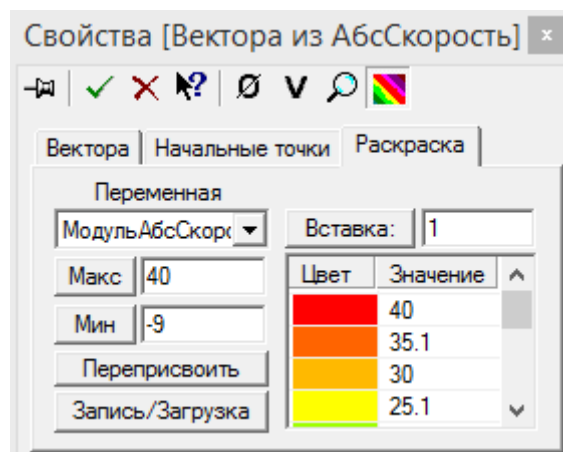 Свойства [Вектора из АбсСкорость] x
Ø V
Вектора Начальные точки Раскраска
Переменная
МодульАбсСкоро Вставка: 1
Макс 40 Цвет Значение
40
Мин -9 35.1
Переприсвоить 30
Запись/Загрузка 25.1